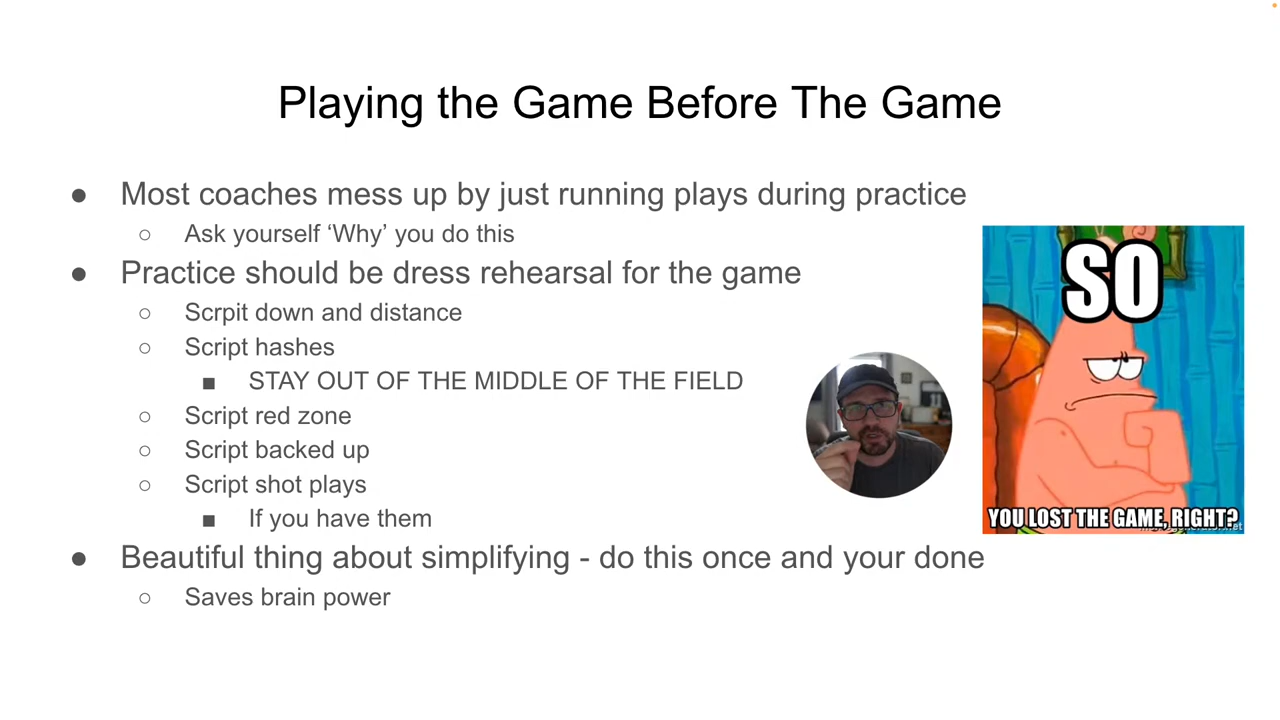 Playing the Game Before The Game
● Most coaches mess up by just running plays during practice
○ Ask yourself ‘Why’ you do this
● Practice should be dress rehearsal for the game
○ Scrpit down and distance
○ Script hashes
■ STAY OUT OF THE MIDDLE OF THE FIELD
○ Script red zone
○ Script backed up
○ Script shot plays
■ If you have them
● Beautiful thing about simplifying - do this once and your done
○ Saves brain power
SO
YOU LOST THE GAME, RIGHT?